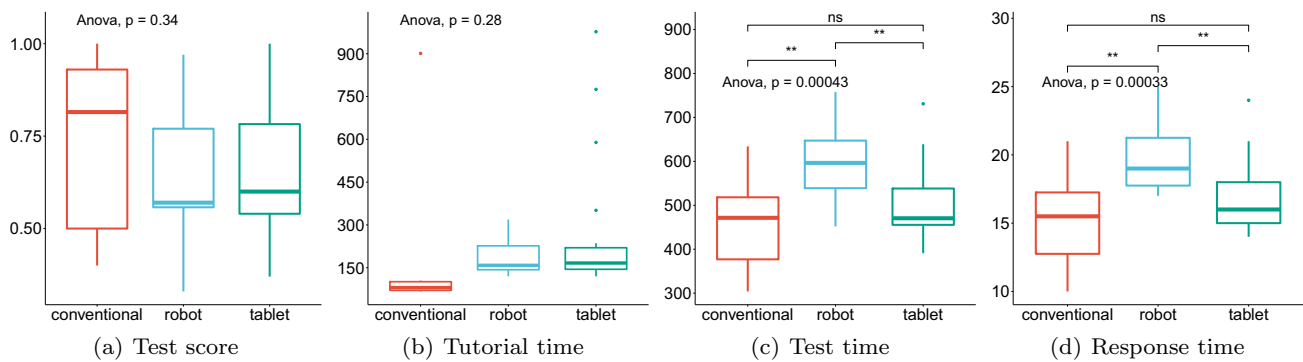 Anova, p = 0.34
1.00
0.75
0.50
conventional robot tablet
(a) Test score
Anova, p = 0.28
900
750
600
450
300
150
conventional robot tablet
(b) Tutorial time
900
800
700
600
500
400
300
ns
**
**
Anova, p = 0.00043
conventional robot tablet
(c) Test time
30
25
20
15
10
ns
**
**
Anova, p = 0.00033
conventional robot tablet
(d) Response time